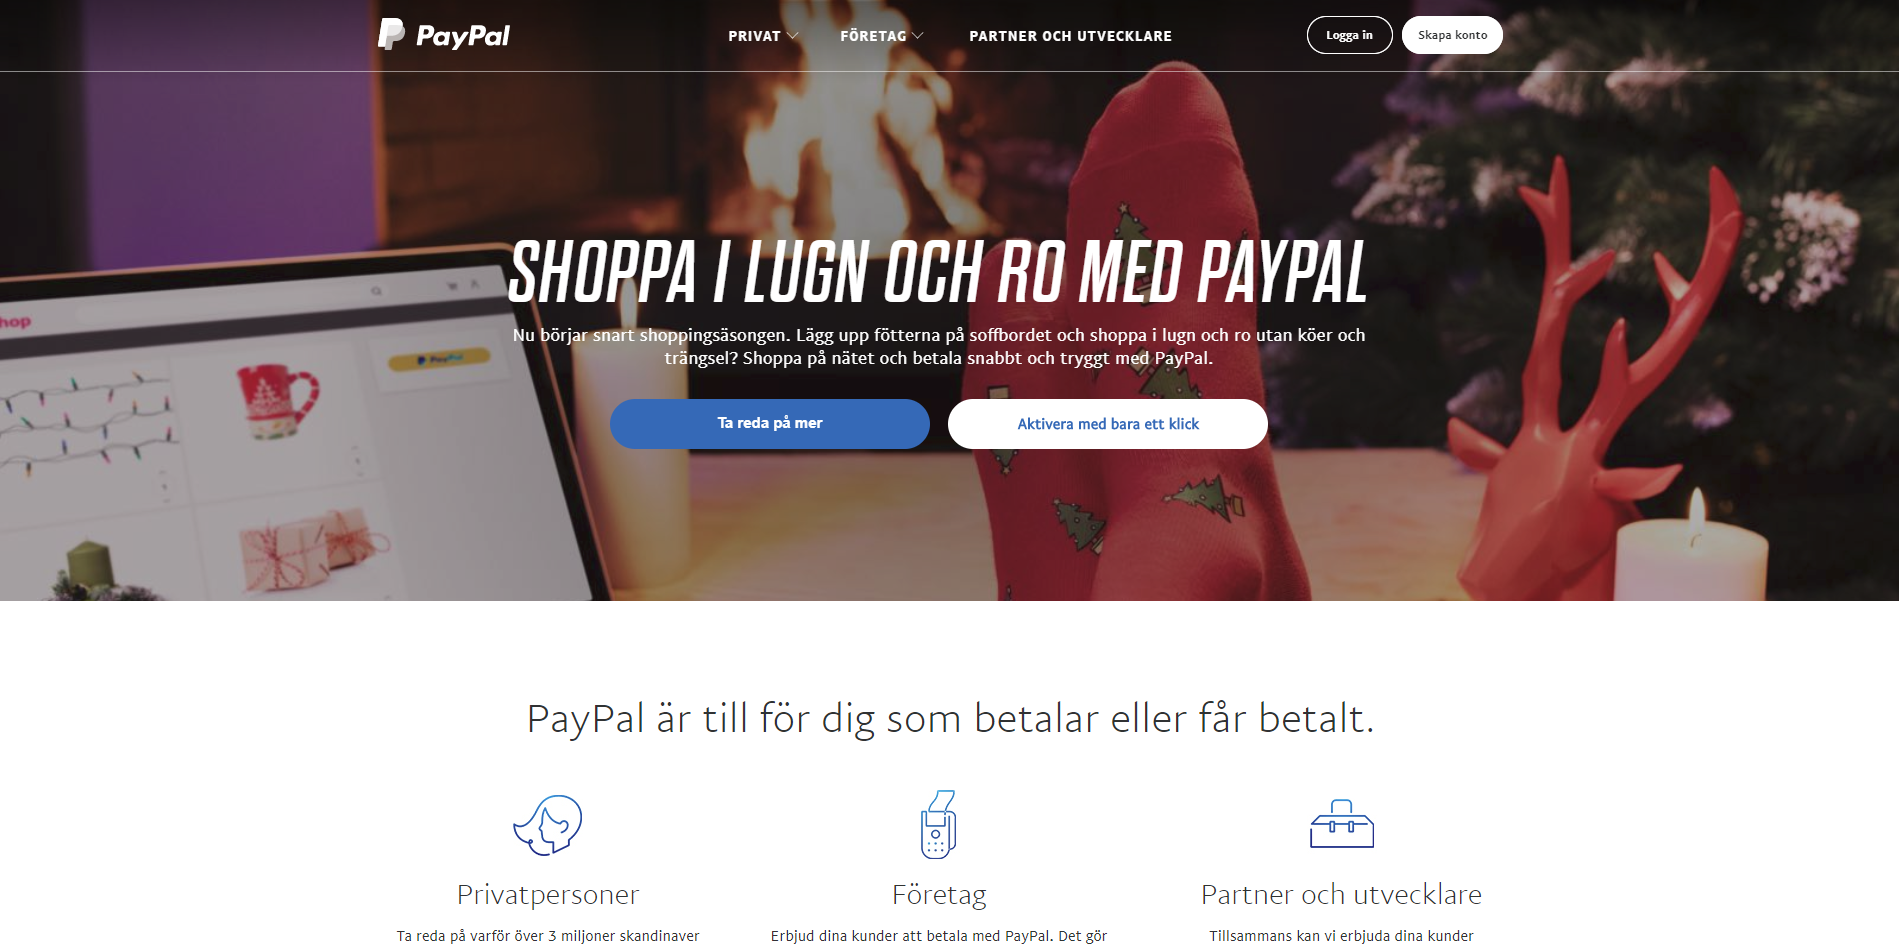 PayPal
PRIVAT
FÖRETAG
PARTNER OCH UTVECKLARE
Logga in
Skapa konto
SHOPPA I LUGN OCH RO MED PAYPAL
Nu börjar snart shoppingsäsongen. Lägg upp fötterna på soffbordet och shoppa i lugn och ro utan köer och
trängsel? Shoppa på nätet och betala snabbt och tryggt med PayPal.
hop
PayPal
Ta reda på mer
Aktivera med bara ett klick
PayPal är till för dig som betalar eller får betalt.
Privatpersoner
Företag
Partner och utvecklare
Ta reda på varför över 3 miljoner skandinaver
Erbjud dina kunder att betala med PayPal. Det gör
Tillsammans kan vi erbjuda dina kunder